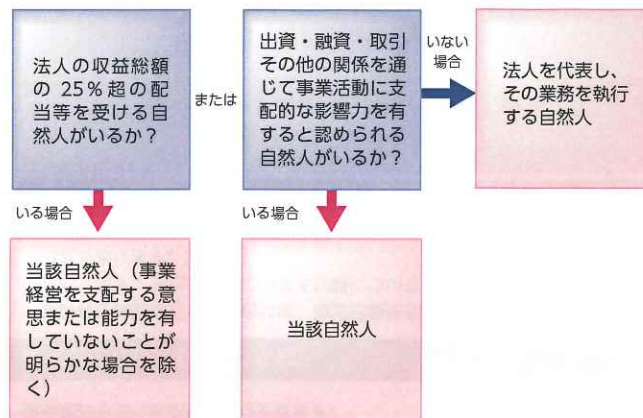 法人の収益総額
の25％超の配
当等を受ける自
然人がいるか？
または
出資・融資・取引
その他の関係を通
じて事業活動に支
配的な影響力を有
すると認められる
自然人がいるか？
いない
場合
法人を代表し、
その業務を執行
する自然人
いる場合
当該自然人（事業
経営を支配する意
思または能力を有
していないことが
明らかな場合を除
く）
いる場合
当該自然人